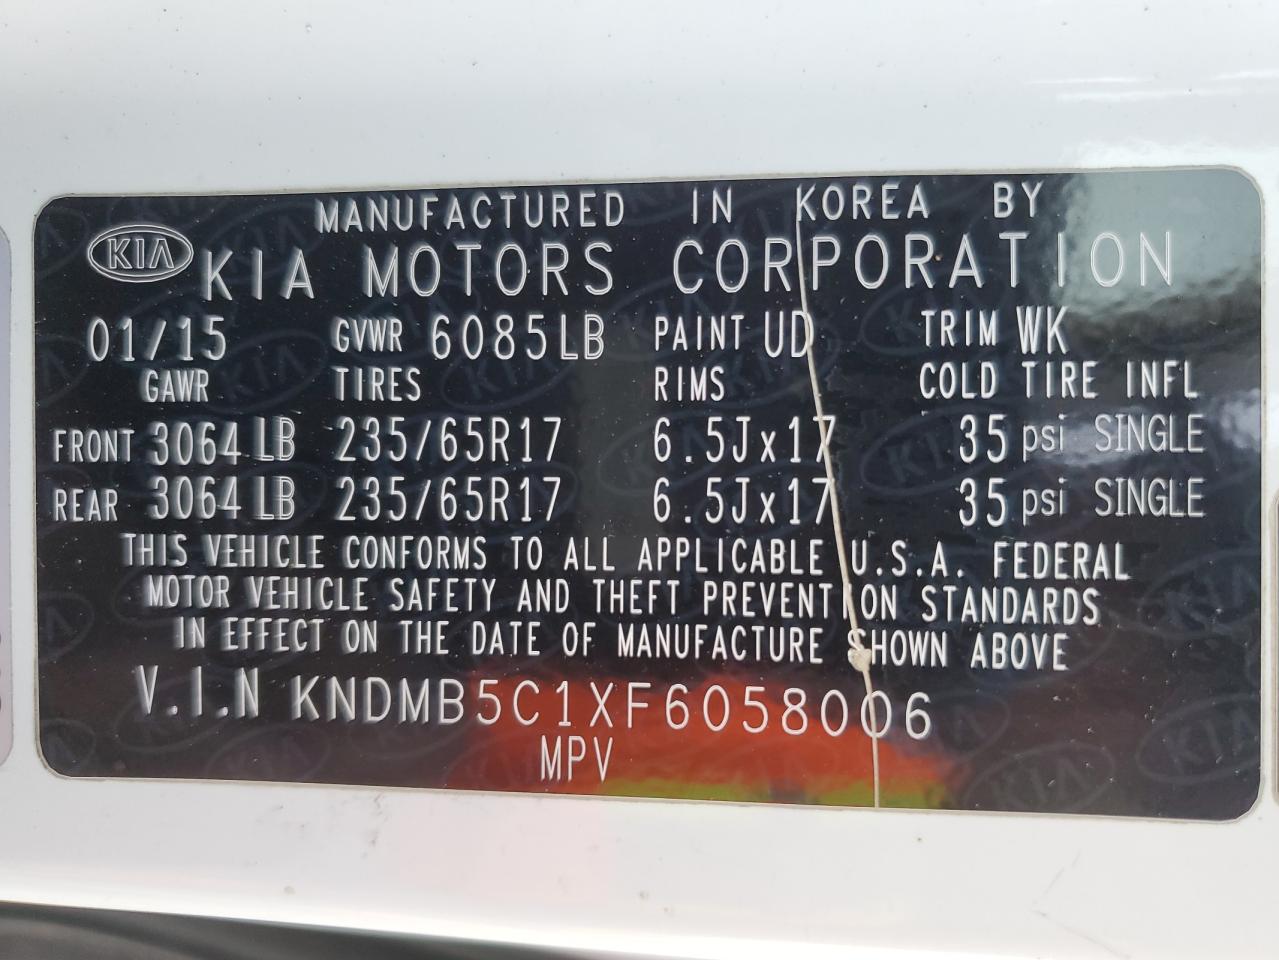 MANUFACTURED IN KOREA BY
KIA KIA MOTORS CORPORATION
01/15 GVWR 6085LB PAINT UD TRIM WK
GAWR TIRES RIMS COLD TIRE INFL
FRONT 3064 LB 235/65R17 6.5Jx17 35 psi SINGLE
REAR 3064 LB 235/65R17 6.5Jx17 35 psi SINGLE
THIS VEHICLE CONFORMS TO ALL APPLICABLE U.S.A. FEDERAL
MOTOR VEHICLE SAFETY AND THEFT PREVENTION STANDARDS
IN EFFECT ON THE DATE OF MANUFACTURE SHOWN ABOVE
V.I.N KNDMB5C1XF6058006
MPV